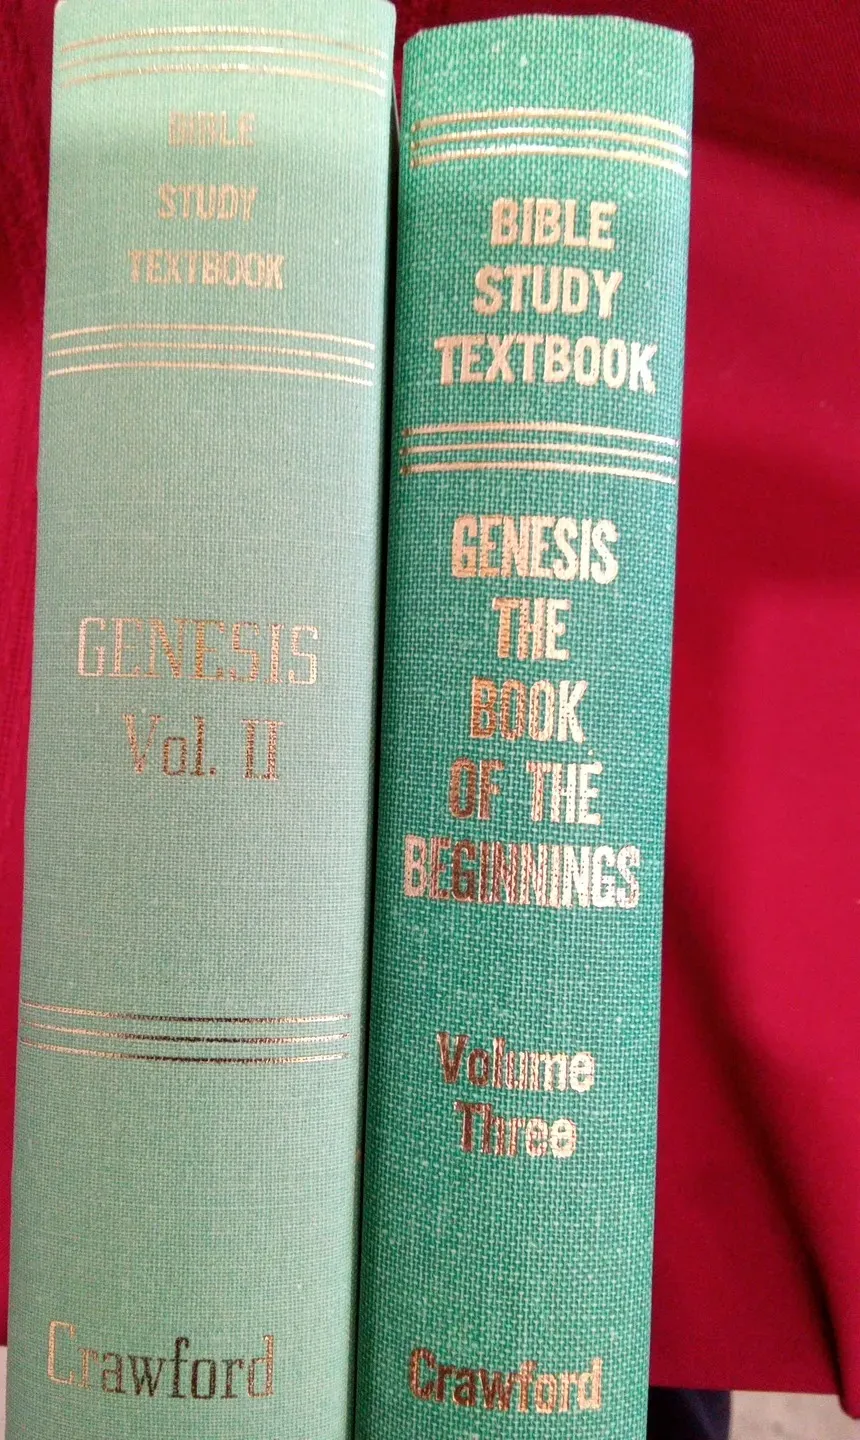 BIBLE
STUDY
TEXTBOOK
GENESIS
Vol. II
Crawford
BIBLE
STUDY
TEXTBOOK
GENESIS
THE
BOOK
OF THE
BEGINNINGS
Volume
Three
Crawford